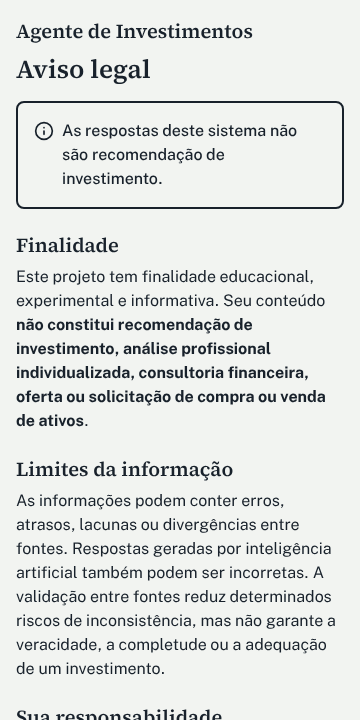 Agente de Investimentos
Aviso legal
As respostas deste sistema não
são recomendação de
investimento.
Finalidade
Este projeto tem finalidade educacional,
experimental e informativa. Seu conteúdo
não constitui recomendação de
investimento, análise profissional
individualizada, consultoria financeira,
oferta ou solicitação de compra ou venda
de ativos.
Limites da informação
As informações podem conter erros,
atrasos, lacunas ou divergências entre
fontes. Respostas geradas por inteligência
artificial também podem ser incorretas. A
validação entre fontes reduz determinados
riscos de inconsistência, mas não garante a
veracidade, a completude ou a adequação
de um investimento.
Sua responsabilidade